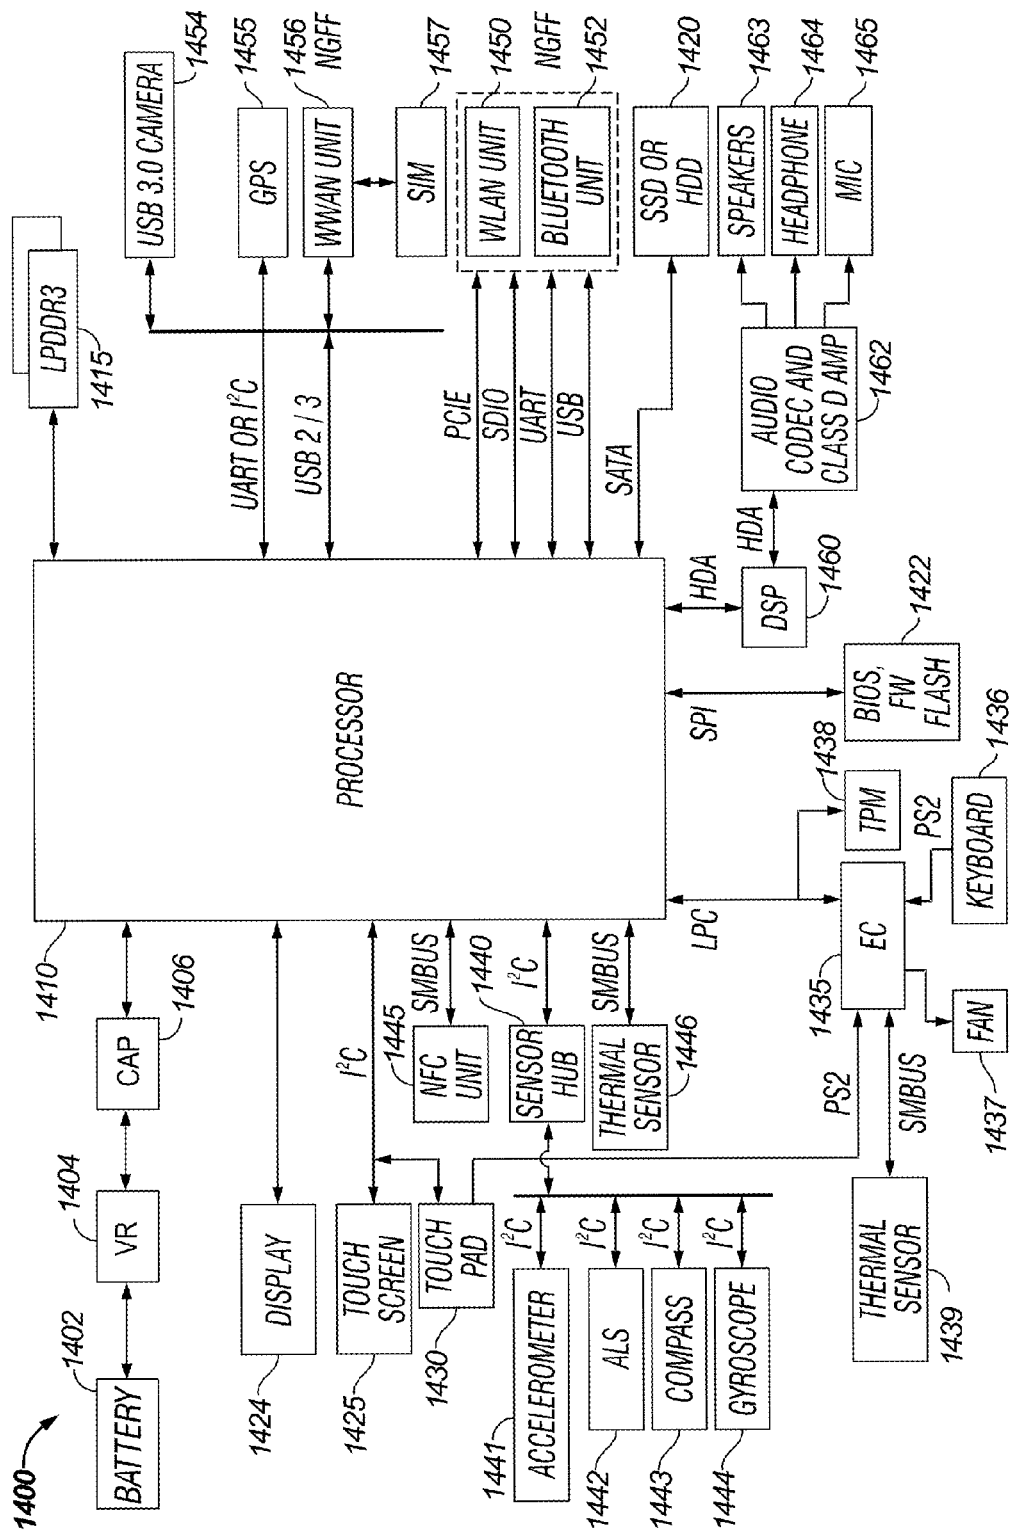 1400
BATTERY
1402
VR
1404
CAP
1406
1410
PROCESSOR
LPDDR3
1415
USB 3.0 CAMERA
1454
GPS
1455
UART OR I²C
WWAN UNIT
1456
NGFF
USB 2 / 3
SIM
1457
WLAN UNIT
1450
BLUETOOTH
UNIT
NGFF
1452
PCIE
SDIO
UART
USB
SSD OR
HDD
1420
SATA
SPEAKERS
1463
HEADPHONE
1464
MIC
1465
AUDIO
CODEC AND
CLASS D AMP
1462
HDA
DSP
1460
HDA
BIOS,
FW
FLASH
1422
SPI
TPM
1438
LPC
EC
1435
PS2
KEYBOARD
1436
FAN
1437
PS2
SMBUS
THERMAL
SENSOR
1439
DISPLAY
1424
TOUCH
SCREEN
1425
I²C
TOUCH
PAD
1430
NFC
UNIT
1445
SMBUS
SENSOR
HUB
1440
I²C
THERMAL
SENSOR
1446
SMBUS
ACCELEROMETER
1441
I²C
ALS
1442
I²C
COMPASS
1443
I²C
GYROSCOPE
1444
I²C